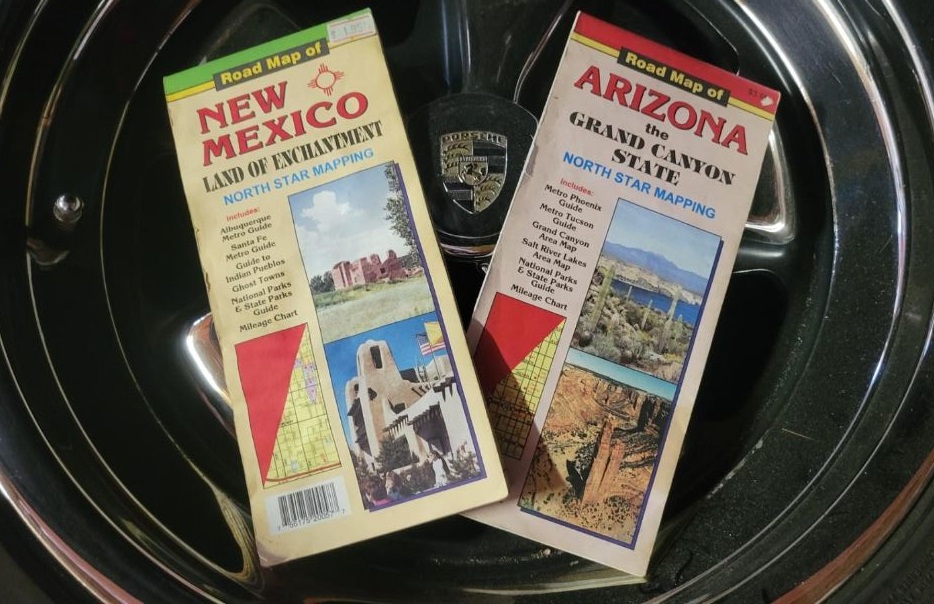 Road Map of
NEW
MEXICO
LAND OF ENCHANTMENT
NORTH STAR MAPPING
Includes:
Albuquerque
Metro Guide
Santa Fe
Metro Guide
Guide to
Indian Pueblos
Ghost Towns
National Parks
& State Parks
Guide
Mileage Chart
PORSCHE
Road Map of
ARIZONA
the
GRAND CANYON
STATE
NORTH STAR MAPPING
Includes:
Metro Phoenix
Guide
Metro Tucson
Guide
Grand Canyon
Area Map
Salt River Lakes
Area Map
National Parks
& State Parks
Guide
Mileage Chart